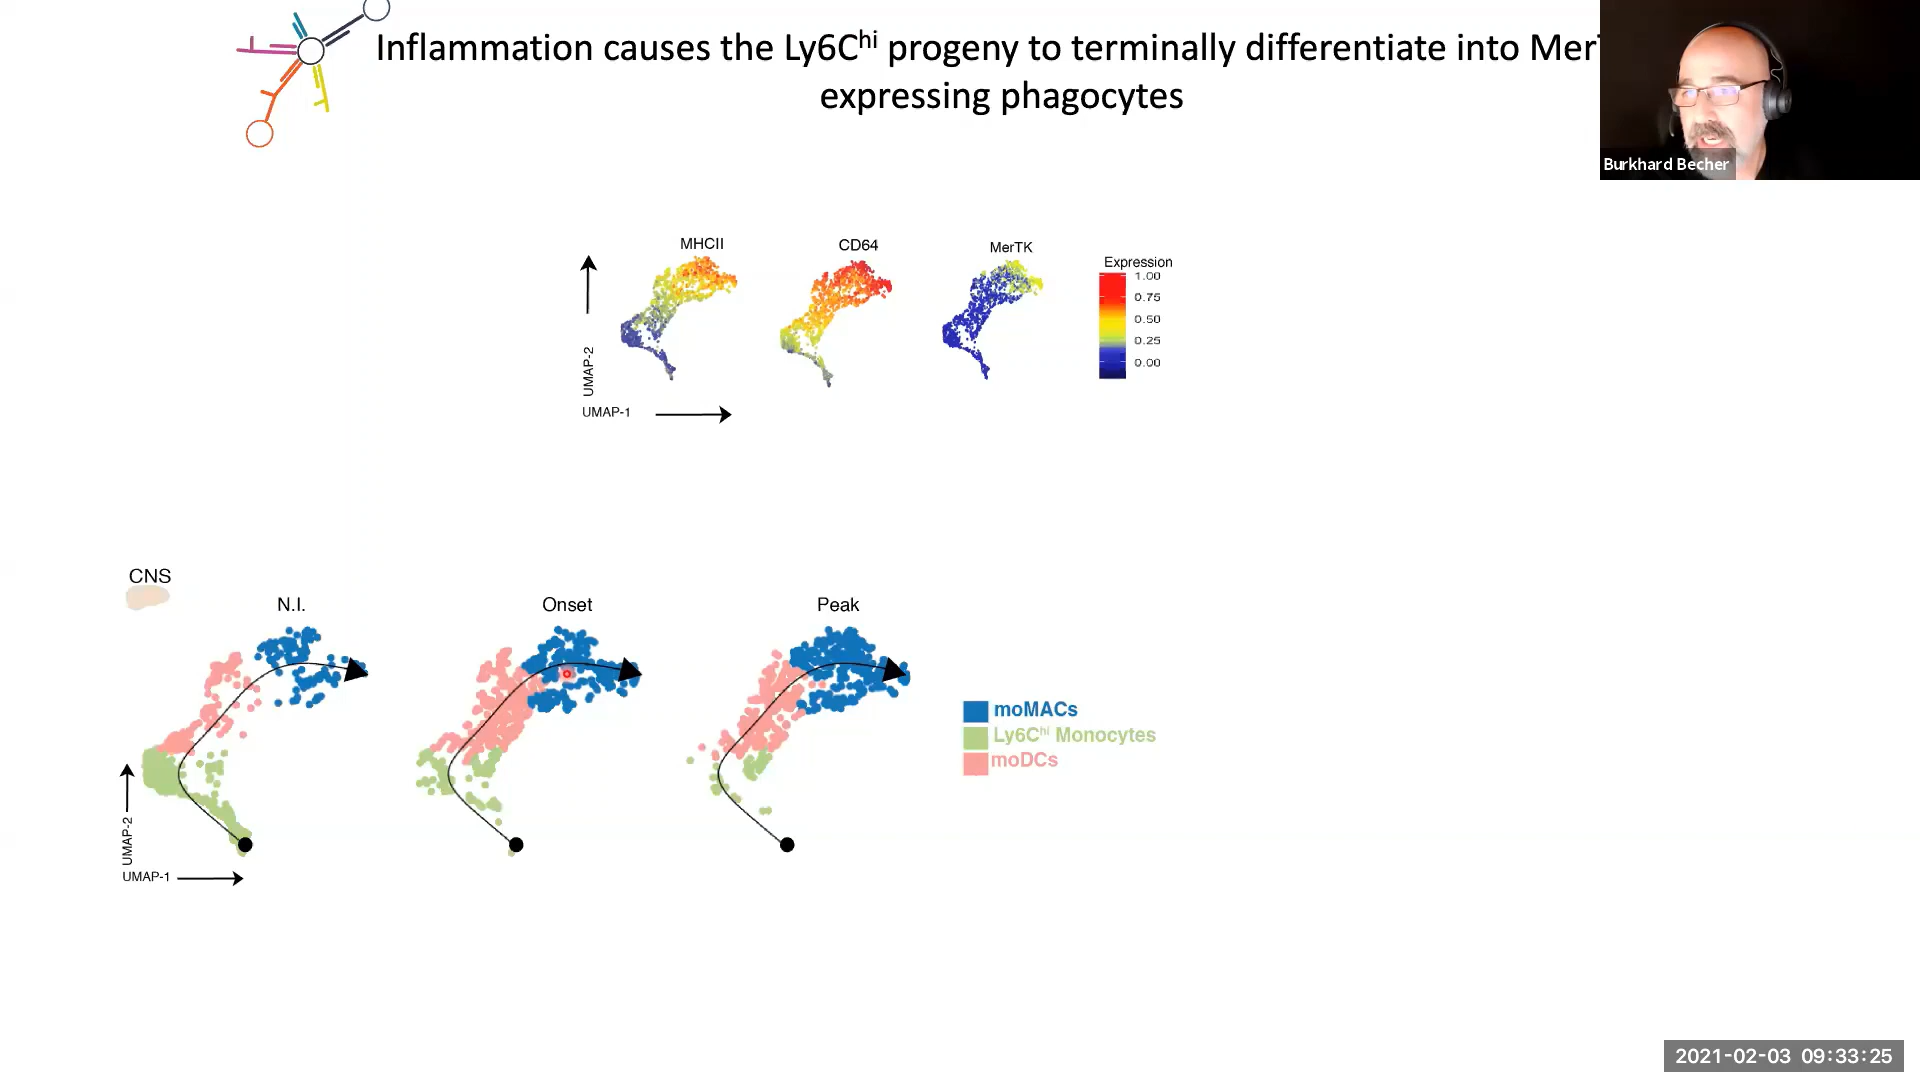 Inflammation causes the Ly6Chi progeny to terminally differentiate into Mer
expressing phagocytes
Burkhard Becher
MHCII
CD64
MerTK
Expression
1.00
0.75
0.50
0.25
0.00
UMAP-2
UMAP-1
CNS
N.I.
Onset
Peak
moMACs
Ly6Chi Monocytes
moDCs
UMAP-2
UMAP-1
2021-02-03 09:33:25